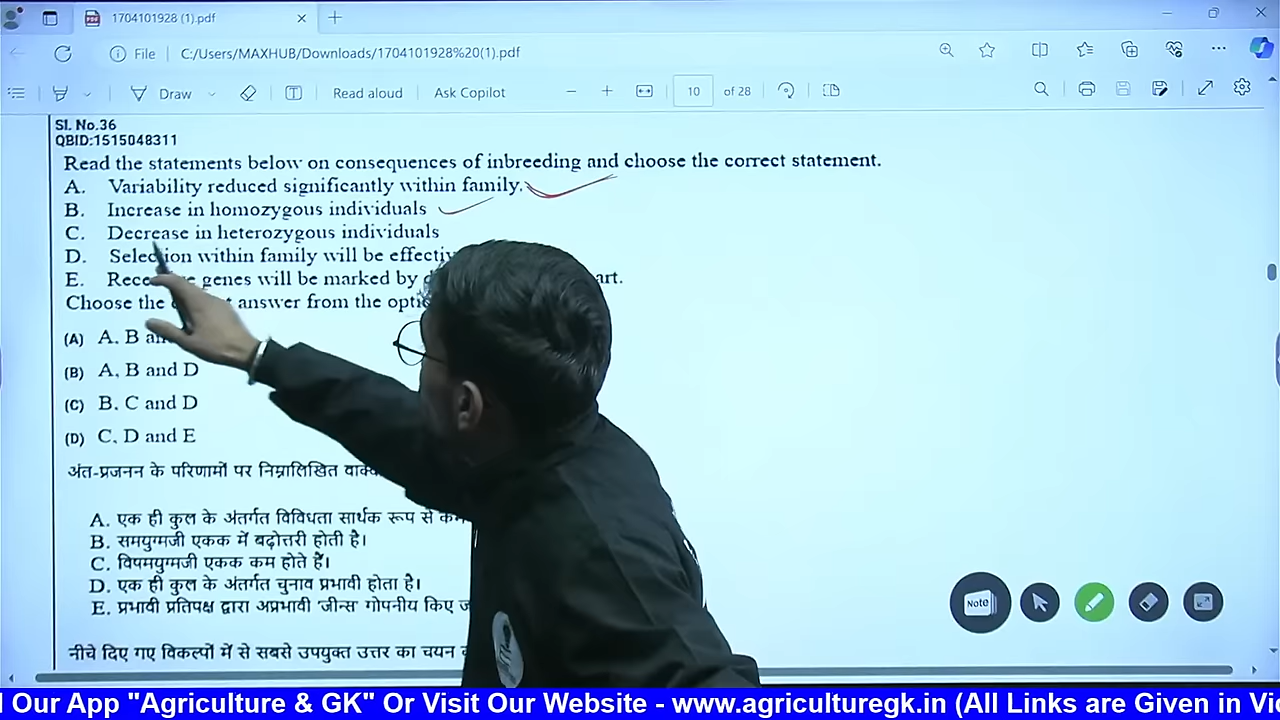 1704101928 (1).pdf
File C:/Users/MAXHUB/Downloads/1704101928%20(1).pdf
Draw Read aloud Ask Copilot 10 of 28
Sl. No.36
QBID:1515048311
Read the statements below on consequences of inbreeding and choose the correct statement.
A. Variability reduced significantly within family.
B. Increase in homozygous individuals
C. Decrease in heterozygous individuals
D. Selection within family will be
E. genes will be marked by
Choose the answer from the
(A) A. B
(B) A, B and D
(C) B. C and D
(D) C, D and E
अंत-प्रजनन के परिणामों पर निम्नालिखित
A. एक ही कुल के अंतर्गत विविधता सार्थक रूप से
B. समयुग्मजी एकक में बढ़ोत्तरी होती है।
C. विषमयुग्मजी एकक कम होते हैं।
D. एक ही कुल के अंतर्गत चुनाव प्रभावी होता है।
E. प्रभावी प्रतिपक्ष द्वारा अप्रभावी 'जीन्स' गोपनीय किए
नीचे दिए गए विकल्पों में से सबसे उपयुक्त उत्तर का चयन
Note
Our App "Agriculture & GK" Or Visit Our Website - www.agriculturegk.in (All Links are Given in